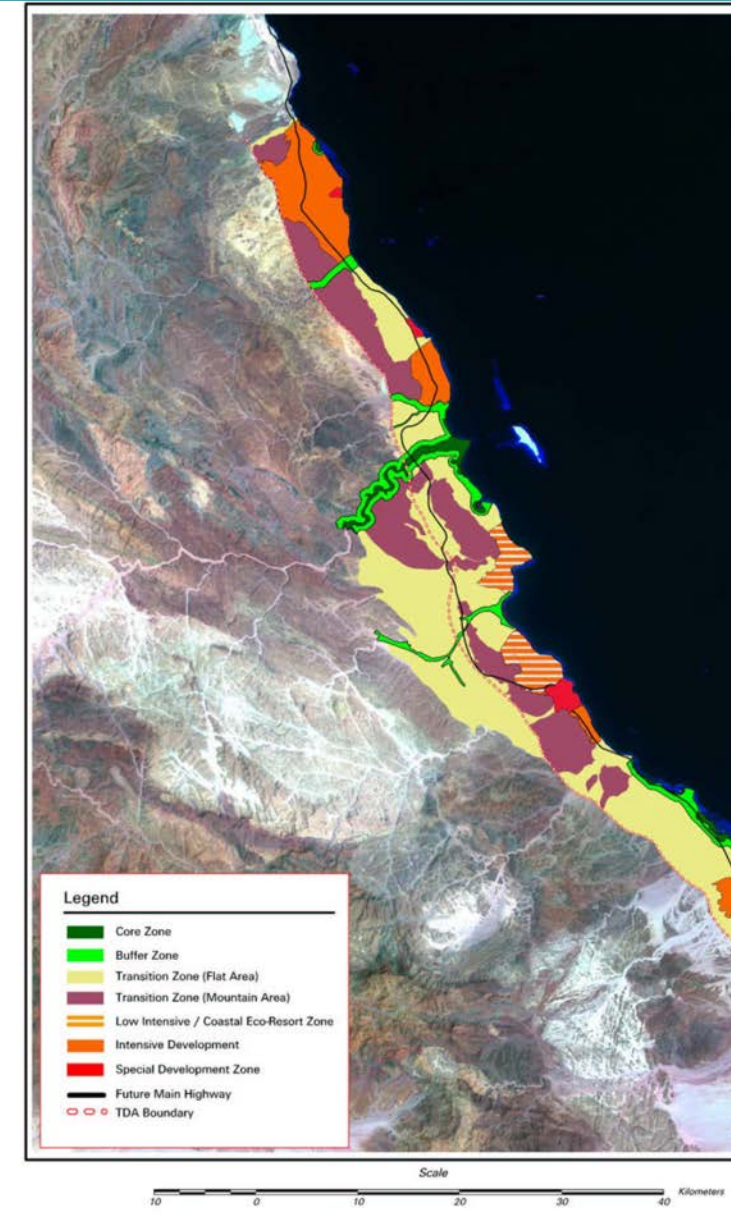 Legend
Core Zone
Buffer Zone
Transition Zone (Flat Area)
Transition Zone (Mountain Area)
Low Intensive / Coastal Eco-Resort Zone
Intensive Development
Special Development Zone
Future Main Highway
TDA Boundary
Scale
Kilometers
10 0 10 20 30 40